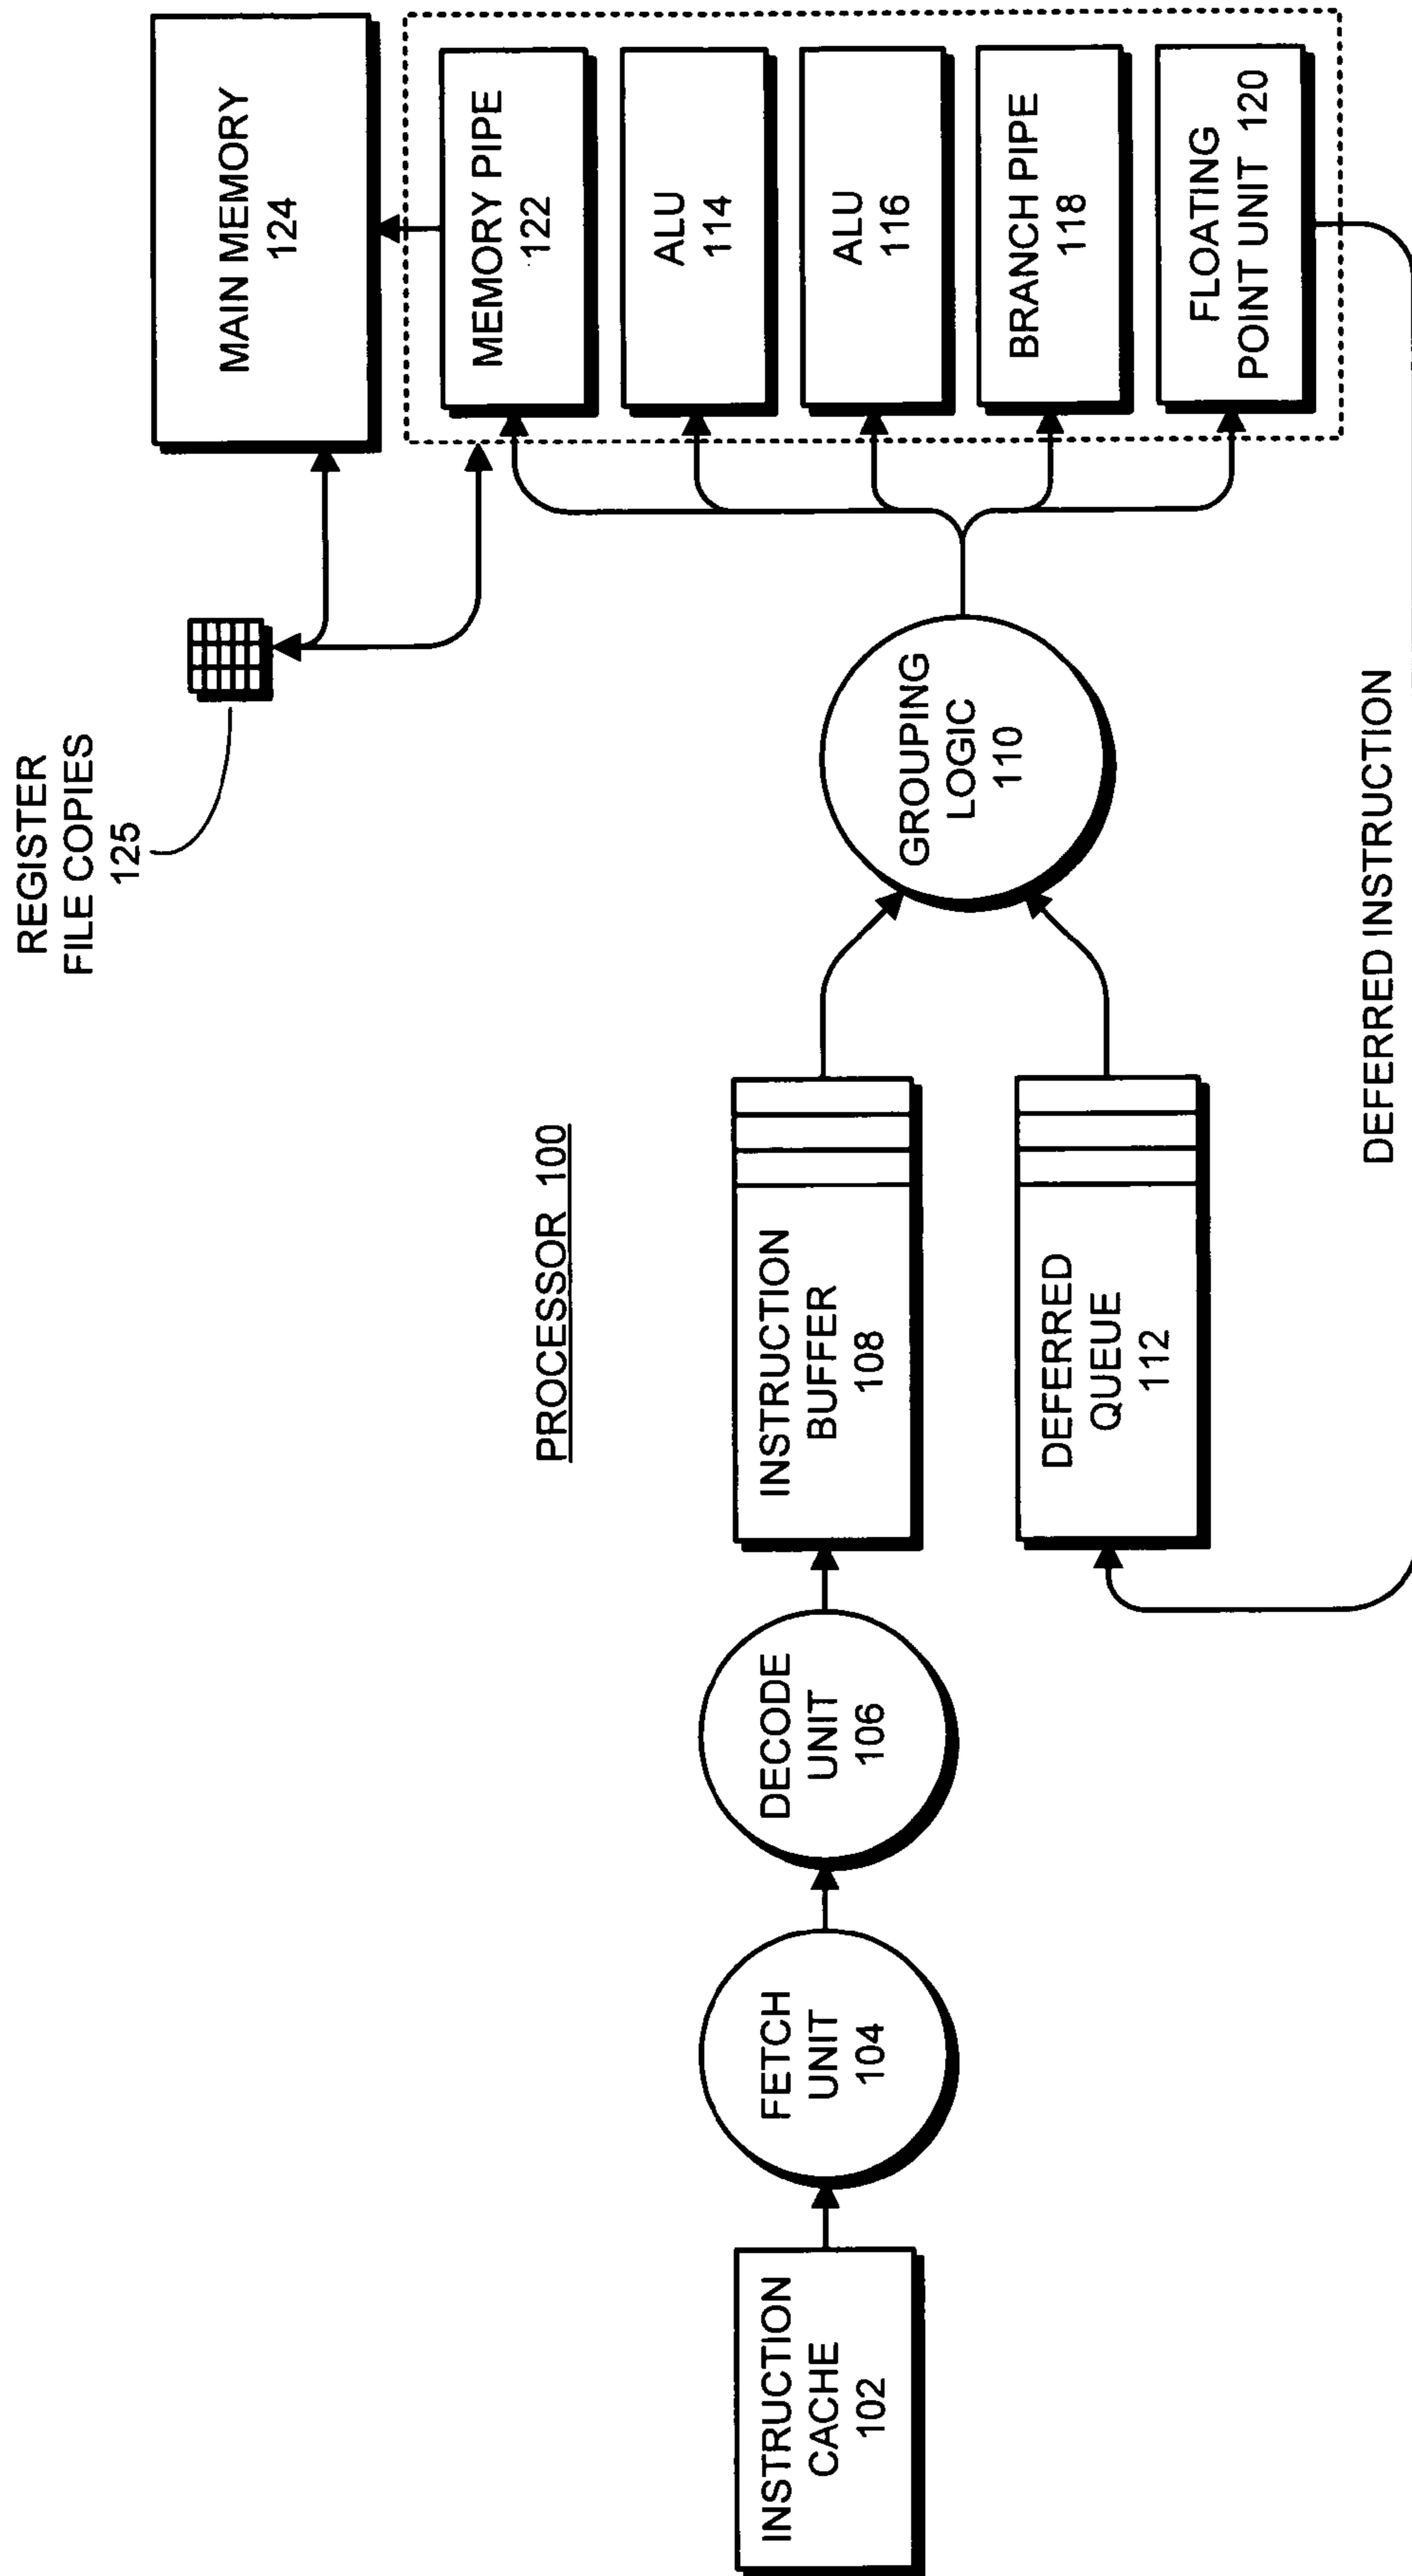 REGISTER
FILE COPIES
125
MAIN MEMORY
124
PROCESSOR 100
MEMORY PIPE
122
ALU
114
ALU
116
BRANCH PIPE
118
FLOATING
POINT UNIT 120
INSTRUCTION
CACHE
102
FETCH
UNIT
104
DECODE
UNIT
106
INSTRUCTION
BUFFER
108
GROUPING
LOGIC
110
DEFERRED
QUEUE
112
DEFERRED INSTRUCTION